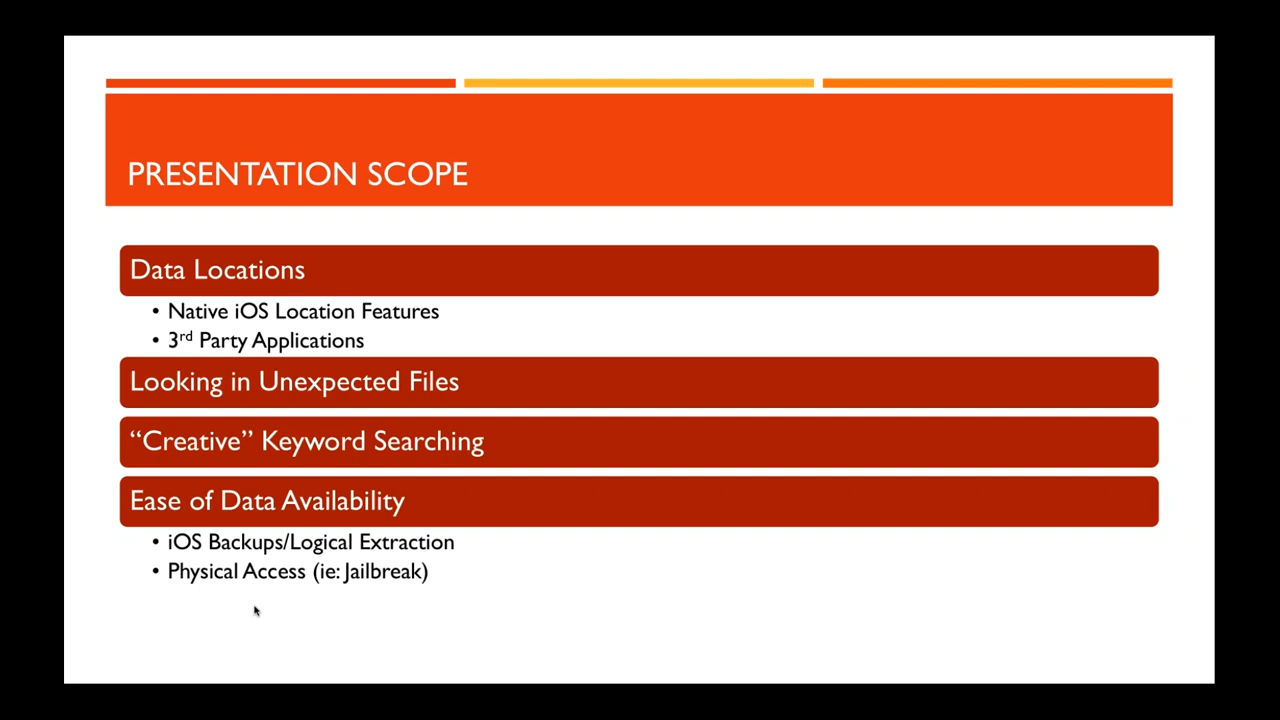 PRESENTATION SCOPE
Data Locations
• Native iOS Location Features
• 3rd Party Applications
Looking in Unexpected Files
“Creative” Keyword Searching
Ease of Data Availability
• iOS Backups/Logical Extraction
• Physical Access (ie: Jailbreak)